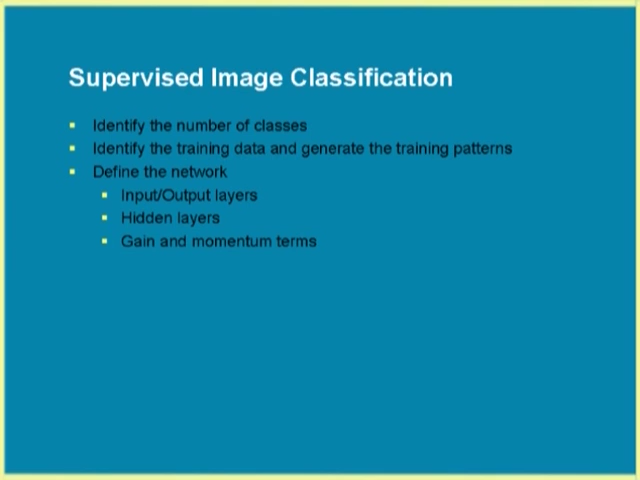 Supervised Image Classification
Identify the number of classes
Identify the training data and generate the training patterns
Define the network
Input/Output layers
Hidden layers
Gain and momentum terms